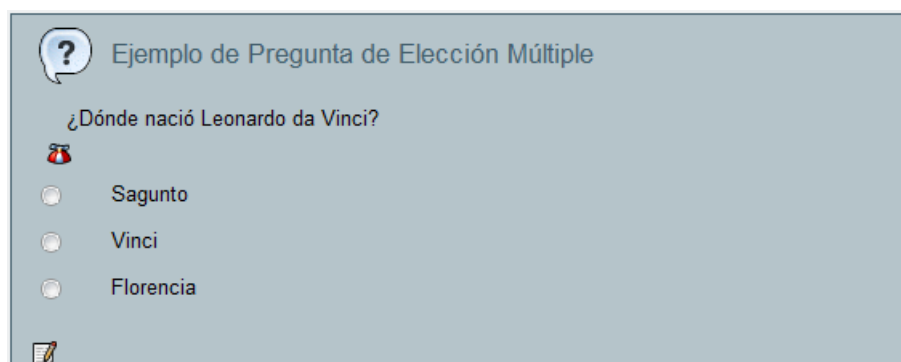 Ejemplo de Pregunta de Elección Múltiple
¿Dónde nació Leonardo da Vinci?
Sagunto
Vinci
Florencia